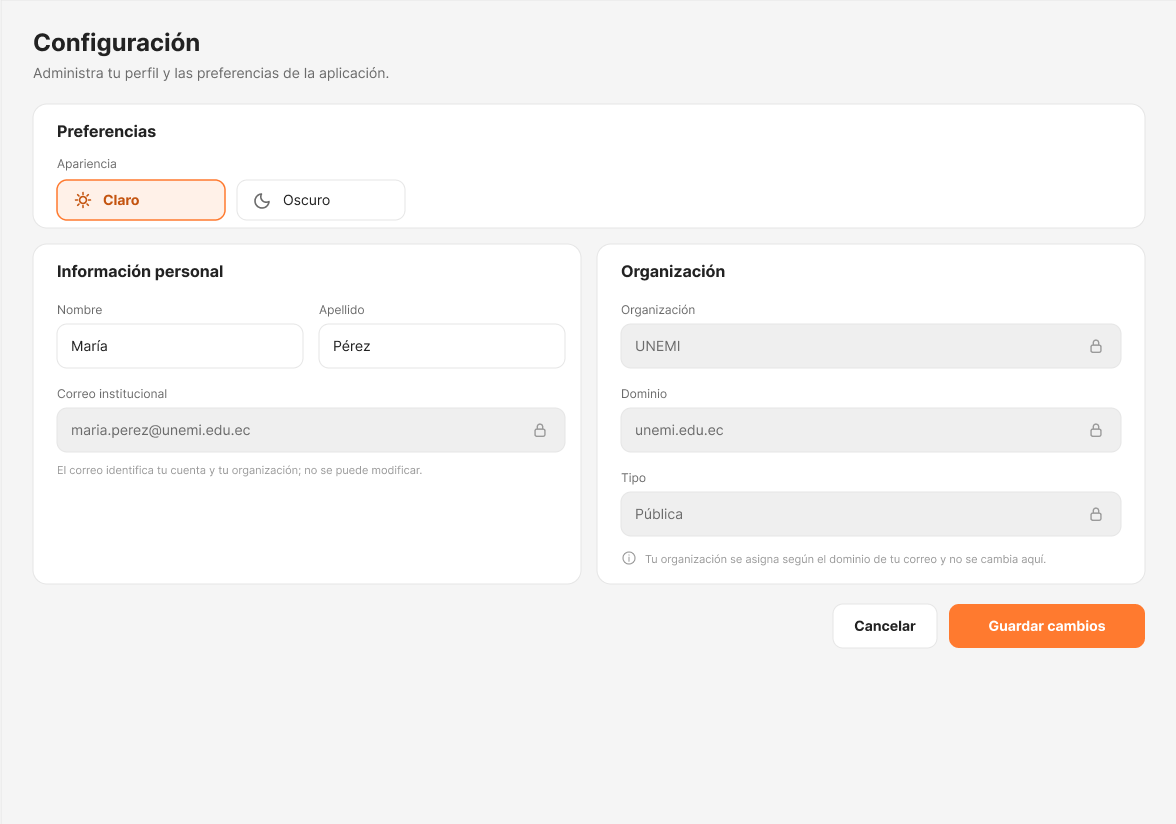 Configuración
Administra tu perfil y las preferencias de la aplicación.
Preferencias
Apariencia
Claro
Oscuro
Información personal
Nombre
Apellido
María
Pérez
Correo institucional
maria.perez@unemi.edu.ec
El correo identifica tu cuenta y tu organización; no se puede modificar.
Organización
Organización
UNEMI
Dominio
unemi.edu.ec
Tipo
Pública
Tu organización se asigna según el dominio de tu correo y no se cambia aquí.
Cancelar
Guardar cambios